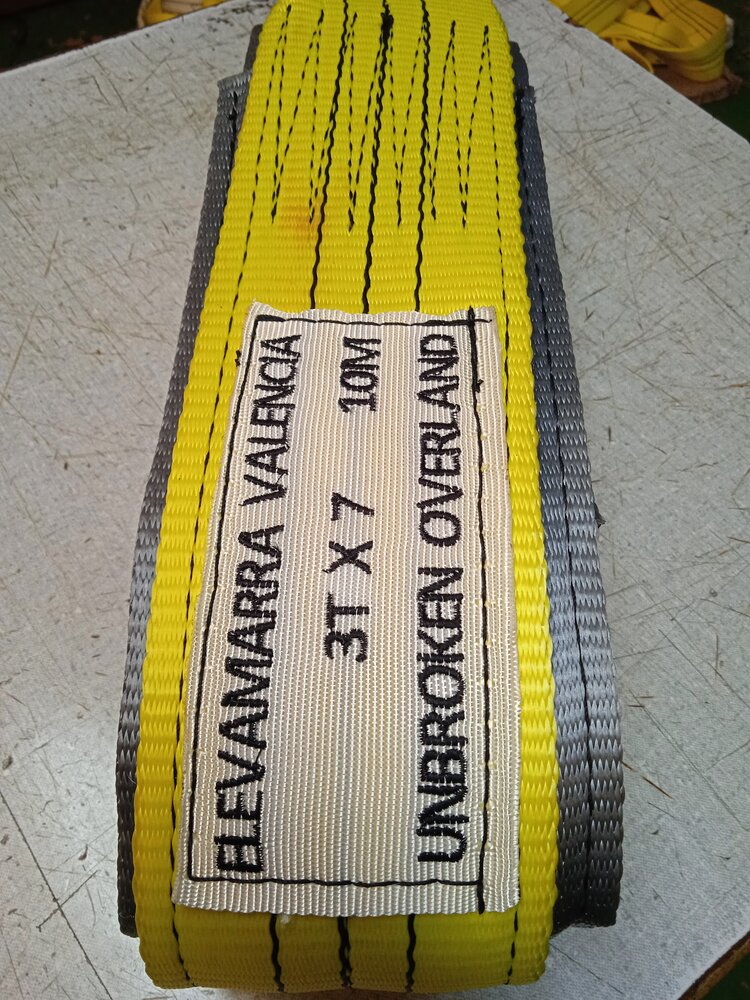 ELEVAMARRA VALENCIA
3T X 7 10M
UNBROKEN OVERLAND